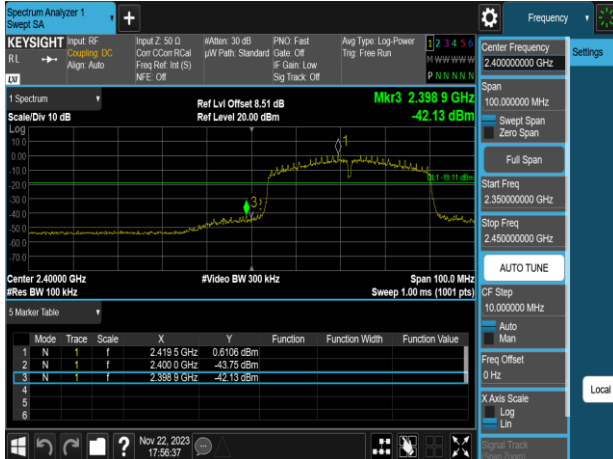 Spectrum Analyzer 1
Swept SA
Frequency
KEYSIGHT
RL
Input: RF
Coupling: DC
Align: Auto
Input Z: 50 Ω
Corr CCorr RCal
Freq Ref: Int (S)
NFE: Off
#Atten: 30 dB
µW Path: Standard
PNO: Fast
Gate: Off
IF Gain: Low
Sig Track: Off
Avg Type: Log-Power
Trig: Free Run
1 2 3 4 5 6
M W W W W W
P N N N N N
Center Frequency
2.400000000 GHz
Settings
1 Spectrum
Scale/Div 10 dB
Ref Lvl Offset 8.51 dB
Ref Level 20.00 dBm
Mkr3 2.398 9 GHz
-42.13 dBm
Log
10.0
0.00
-10.0
-20.0
-30.0
-40.0
-50.0
-60.0
-70.0
1
3
DL1 -19.11 dBm
Center 2.40000 GHz
#Res BW 100 kHz
#Video BW 300 kHz
Span 100.0 MHz
Sweep 1.00 ms (1001 pts)
Span
100.000000 MHz
Swept Span
Zero Span
Full Span
Start Freq
2.350000000 GHz
Stop Freq
2.450000000 GHz
AUTO TUNE
CF Step
10.000000 MHz
Auto
Man
Freq Offset
0 Hz
X Axis Scale
Log
Lin
Signal Track
(Span Zoom)
Local
5 Marker Table
Mode Trace Scale X Y Function Function Width Function Value
1 N 1 f 2.419 5 GHz 0.6106 dBm
2 N 1 f 2.400 0 GHz -43.75 dBm
3 N 1 f 2.398 9 GHz -42.13 dBm
4
5
6
?
Nov 22, 2023
17:56:37